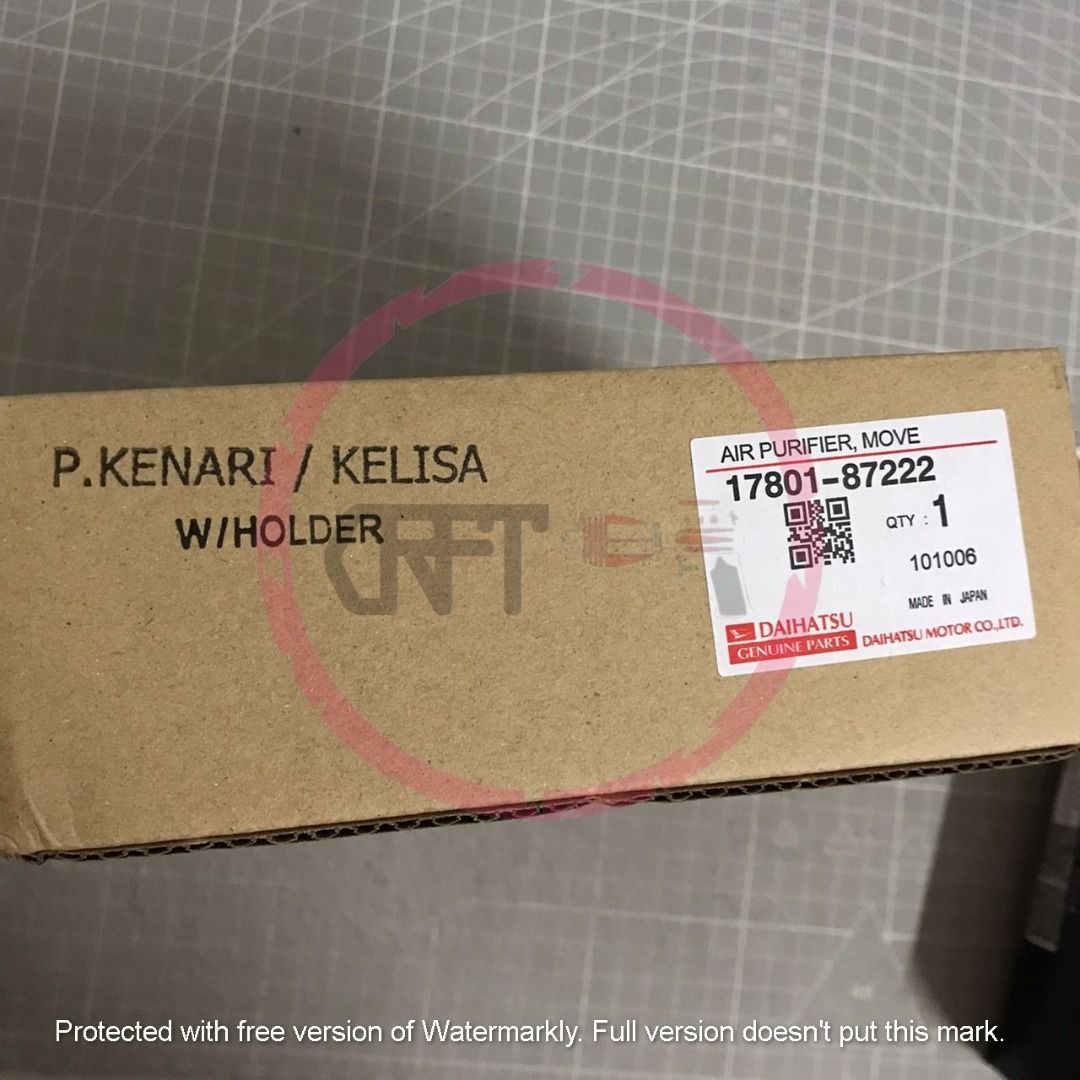 P.KENARI / KELISA
W/HOLDER
AIR PURIFIER, MOVE
17801-87222
QTY : 1
101006
MADE IN JAPAN
DAIHATSU
GENUINE PARTS
DAIHATSU MOTOR CO.,LTD.
Protected with free version of Watermarkly. Full version doesn't put this mark.